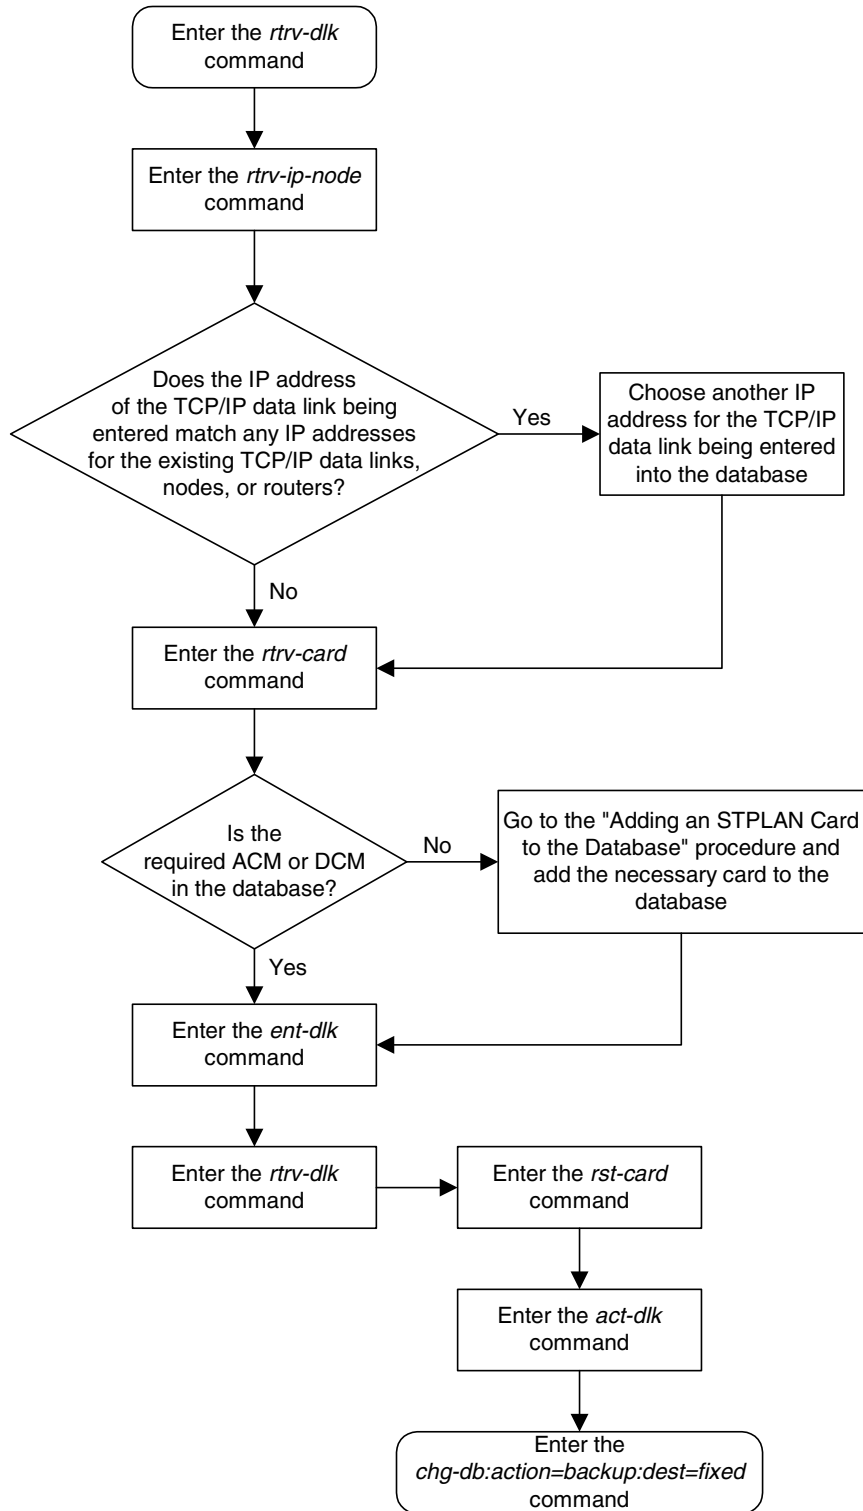 Enter the rtrv-dlk
command
Enter the rtrv-ip-node
command
Does the IP address
of the TCP/IP data link being
entered match any IP addresses
for the existing TCP/IP data links,
nodes, or routers?
Yes
Choose another IP
address for the TCP/IP
data link being entered
into the database
No
Enter the rtrv-card
command
Is the
required ACM or DCM
in the database?
No
Go to the "Adding an STPLAN Card
to the Database" procedure and
add the necessary card to the
database
Yes
Enter the ent-dlk
command
Enter the rtrv-dlk
command
Enter the rst-card
command
Enter the act-dlk
command
Enter the
chg-db:action=backup:dest=fixed
command